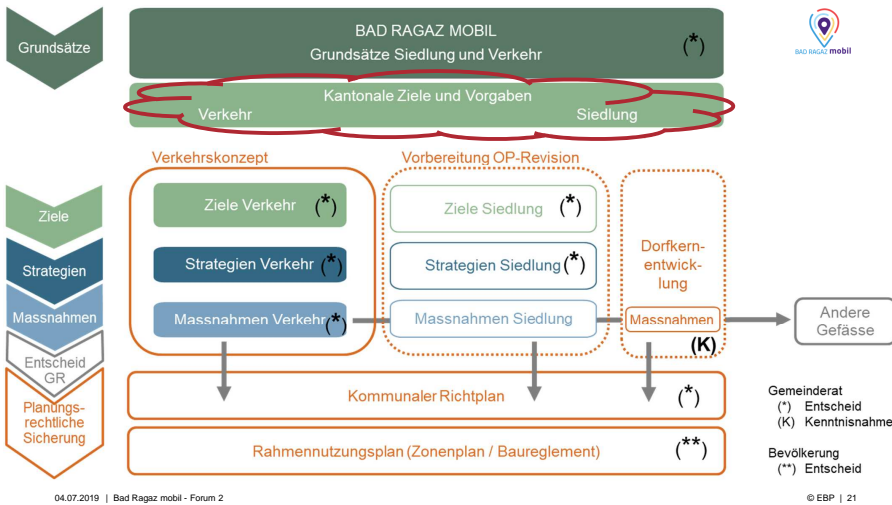 Grundsätze
BAD RAGAZ MOBIL
Grundsätze Siedlung und Verkehr
(*)
BAD RAGAZ mobil
Kantonale Ziele und Vorgaben
Verkehr
Siedlung
Verkehrskonzept
Vorbereitung OP-Revision
Ziele
Ziele Verkehr (*)
Ziele Siedlung (*)
Strategien
Strategien Verkehr (*)
Strategien Siedlung (*)
Dorfkern-
entwick-
lung
Massnahmen
Massnahmen Verkehr (*)
Massnahmen Siedlung
Massnahmen
(K)
Andere
Gefässe
Entscheid
GR
Planungs-
rechtliche
Sicherung
Kommunaler Richtplan (*)
Rahmennutzungsplan (Zonenplan / Baureglement) (**)
Gemeinderat
(*) Entscheid
(K) Kenntnisnahme
Bevölkerung
(**) Entscheid
04.07.2019 | Bad Ragaz mobil - Forum 2
© EBP | 21